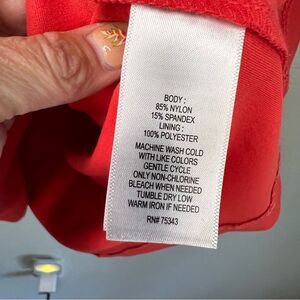 BODY :
85% NYLON
15% SPANDEX
LINING :
100% POLYESTER
MACHINE WASH COLD
WITH LIKE COLORS
GENTLE CYCLE
ONLY NON-CHLORINE
BLEACH WHEN NEEDED
TUMBLE DRY LOW
WARM IRON IF NEEDED
RN# 75343